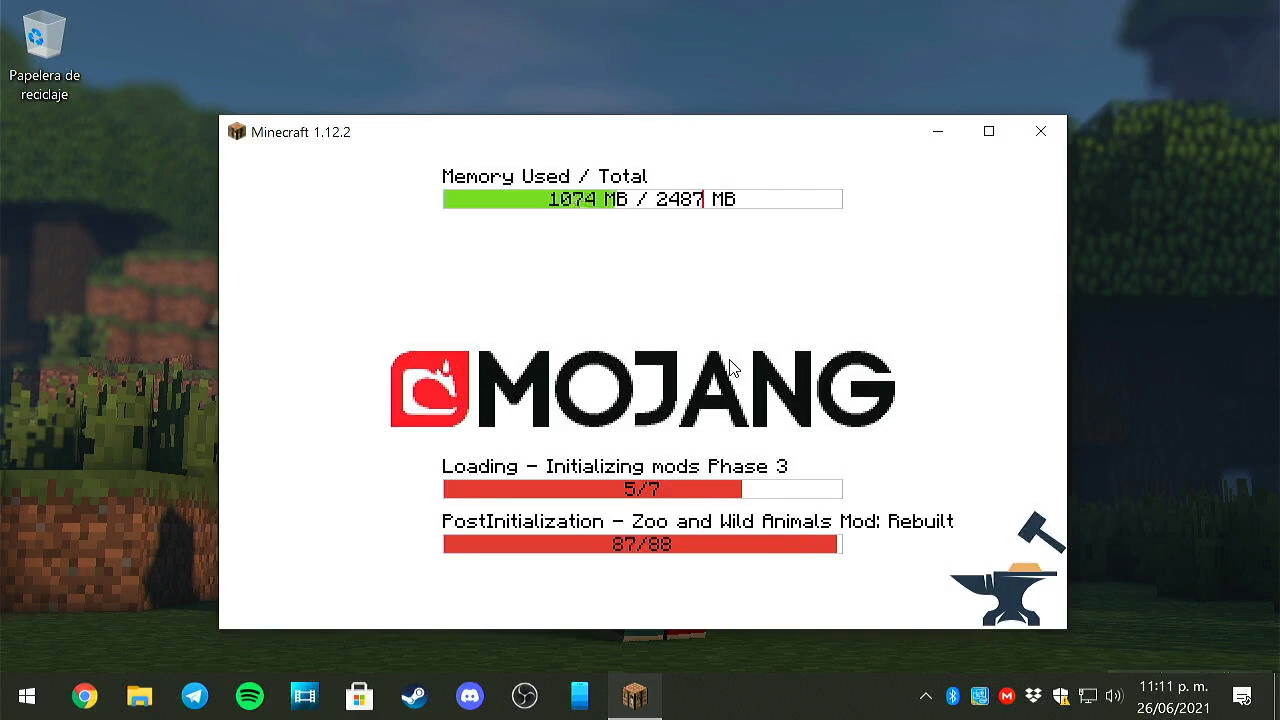 Papelera de
reciclaje
Minecraft 1.12.2
Memory Used / Total
1074 MB / 2487 MB
MOJANG
Loading - Initializing mods Phase 3
5/7
PostInitialization - Zoo and Wild Animals Mod: Rebuilt
87/88
11:11 p. m.
26/06/2021